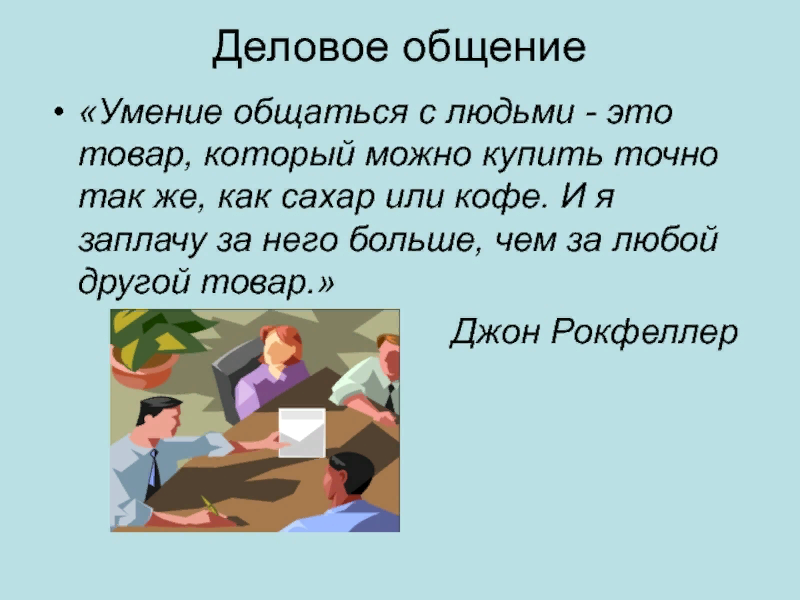 Деловое общение
• «Умение общаться с людьми - это
товар, который можно купить точно
так же, как сахар или кофе. И я
заплачу за него больше, чем за любой
другой товар.»
Джон Рокфеллер